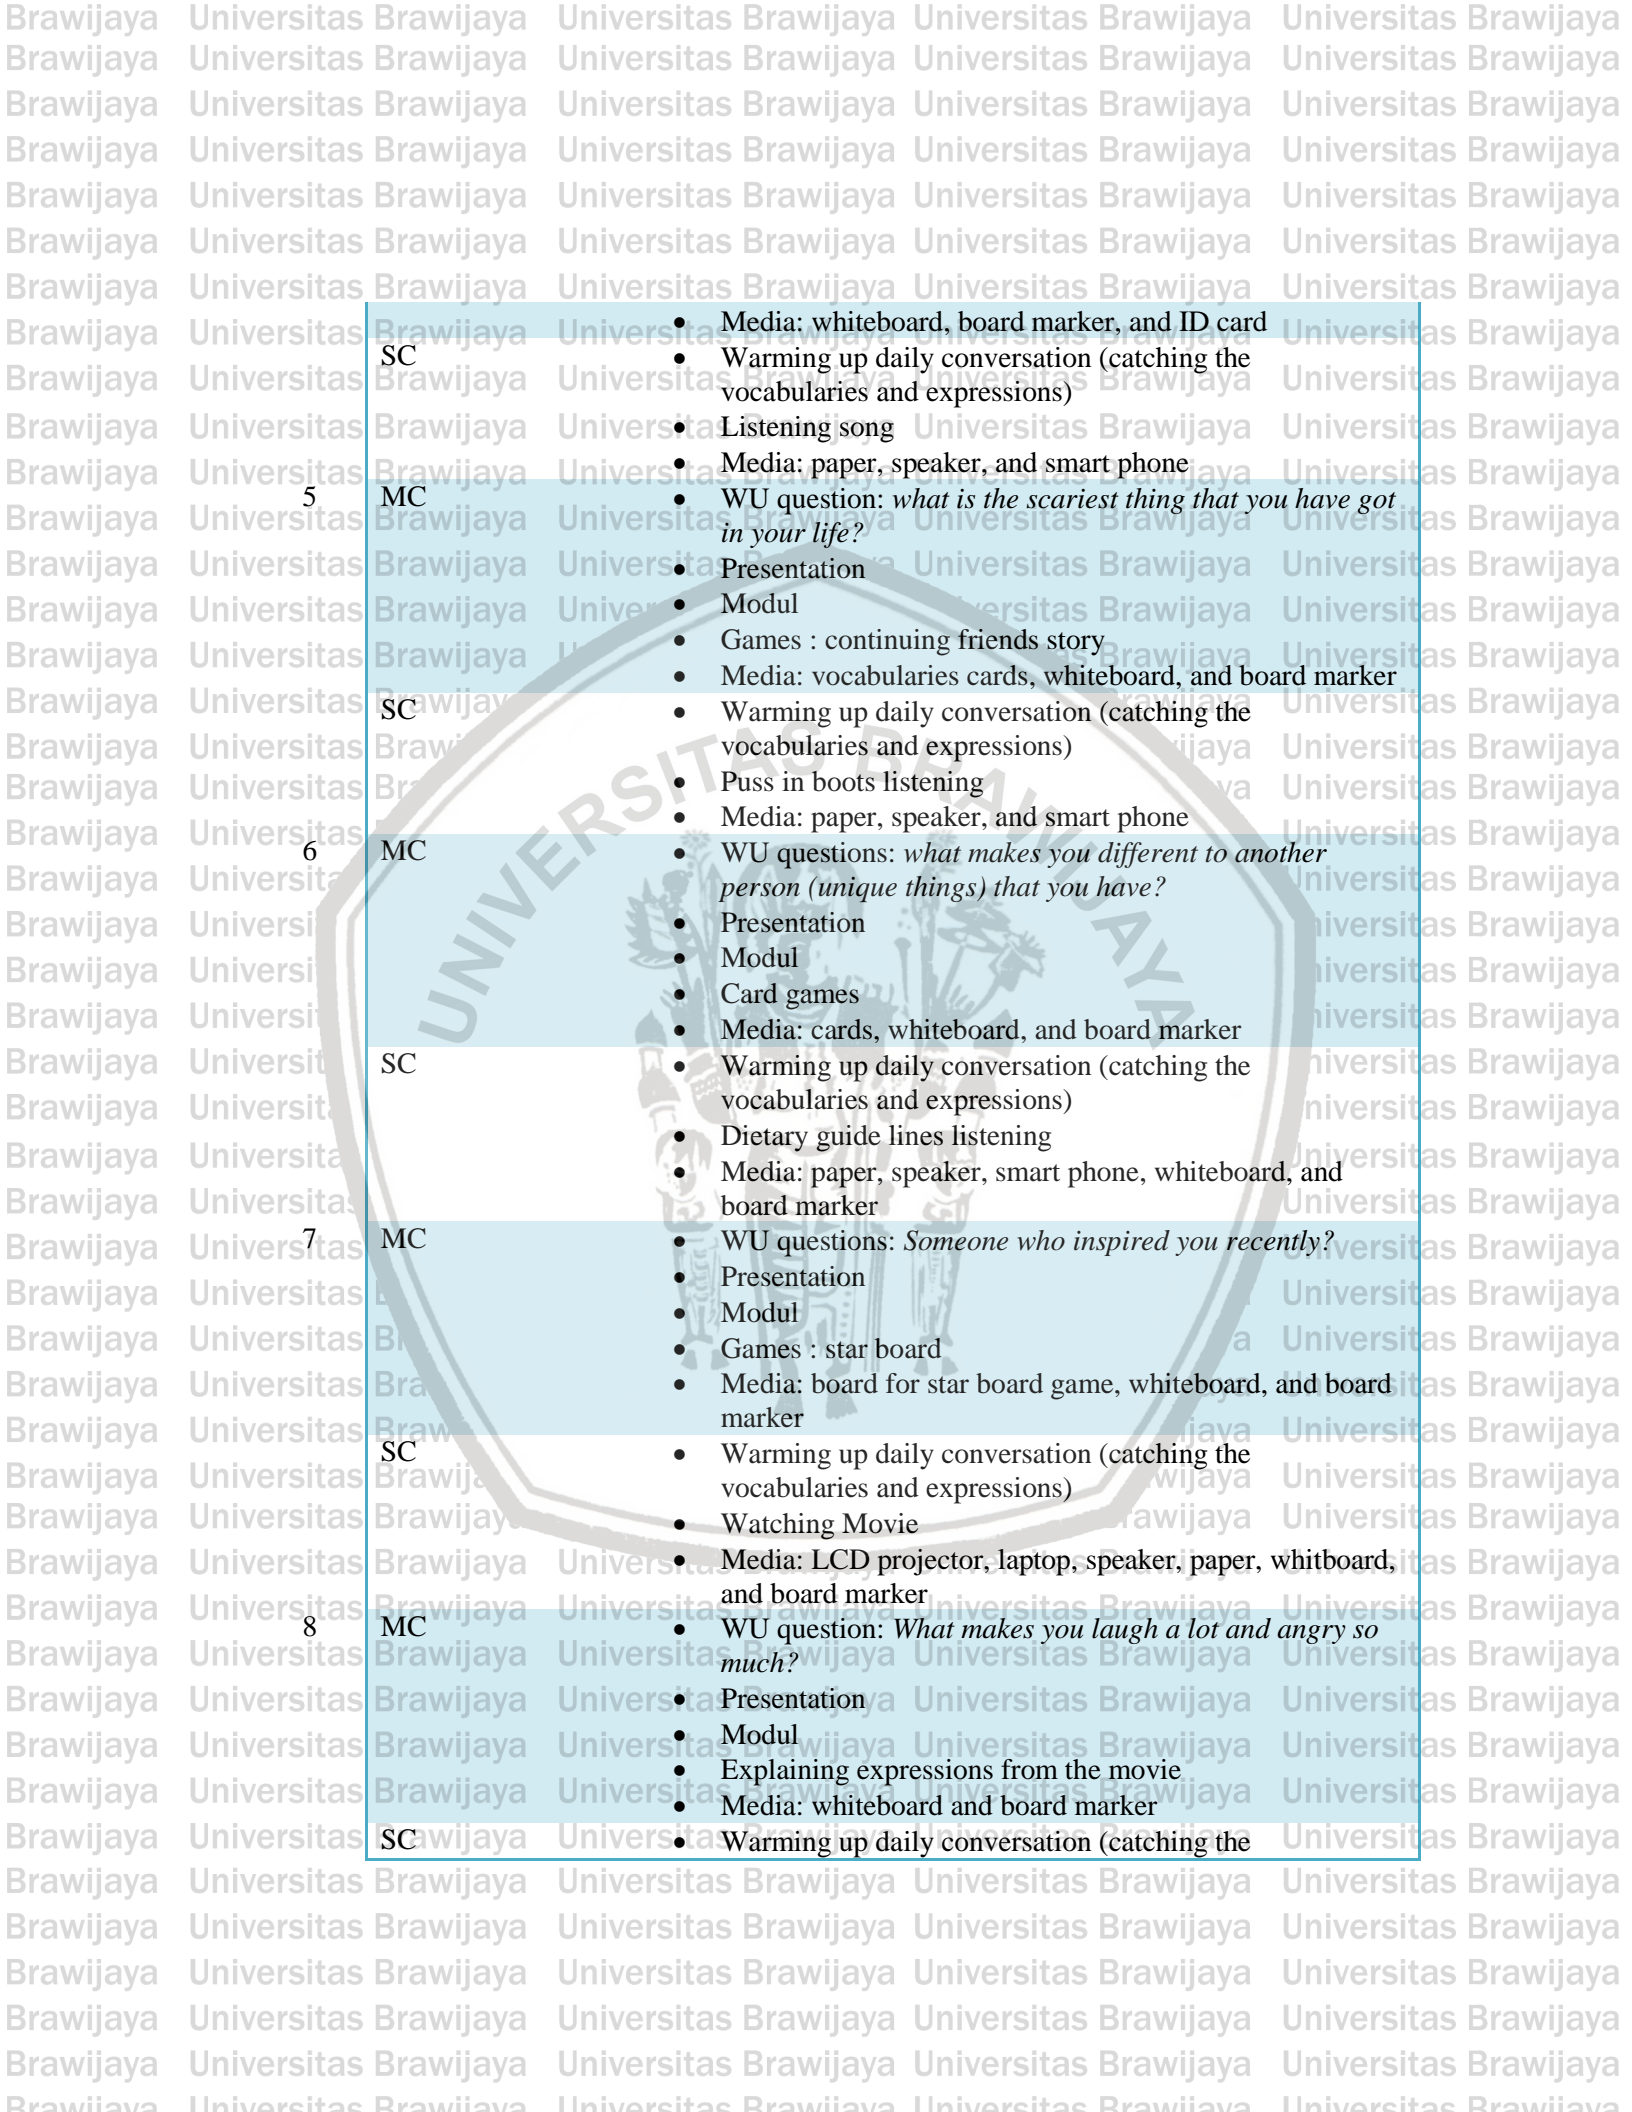 • Media: whiteboard, board marker, and ID card
SC • Warming up daily conversation (catching the
vocabularies and expressions)
• Listening song
• Media: paper, speaker, and smart phone
5 MC • WU question: what is the scariest thing that you have got
in your life?
• Presentation
• Modul
• Games : continuing friends story
• Media: vocabularies cards, whiteboard, and board marker
SC • Warming up daily conversation (catching the
vocabularies and expressions)
• Puss in boots listening
• Media: paper, speaker, and smart phone
6 MC • WU questions: what makes you different to another
person (unique things) that you have?
• Presentation
• Modul
• Card games
• Media: cards, whiteboard, and board marker
SC • Warming up daily conversation (catching the
vocabularies and expressions)
• Dietary guide lines listening
• Media: paper, speaker, smart phone, whiteboard, and
board marker
7 MC • WU questions: Someone who inspired you recently?
• Presentation
• Modul
• Games : star board
• Media: board for star board game, whiteboard, and board
marker
SC • Warming up daily conversation (catching the
vocabularies and expressions)
• Watching Movie
• Media: LCD projector, laptop, speaker, paper, whitboard,
and board marker
8 MC • WU question: What makes you laugh a lot and angry so
much?
• Presentation
• Modul
• Explaining expressions from the movie
• Media: whiteboard and board marker
SC • Warming up daily conversation (catching the
UNIVERSITAS BRAWIJAYA